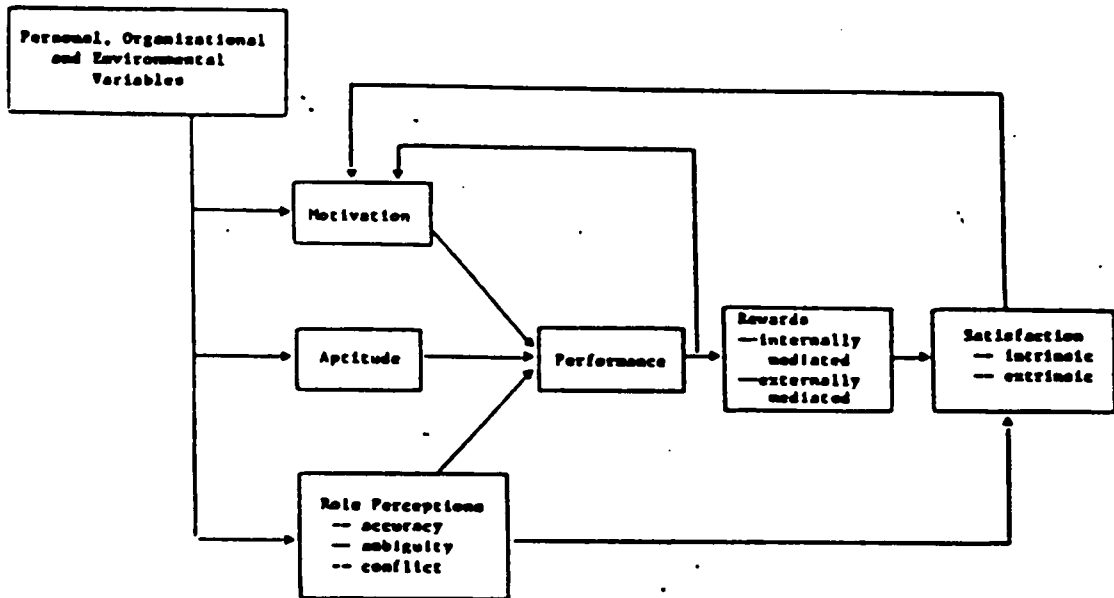 Personal, Organizational
and Environmental
Variables
Motivation
Aptitude
Performance
Rewards
—internally
mediated
—externally
mediated
Satisfaction
-- intrinsic
-- extrinsic
Role Perceptions
-- accuracy
-- ambiguity
-- conflict